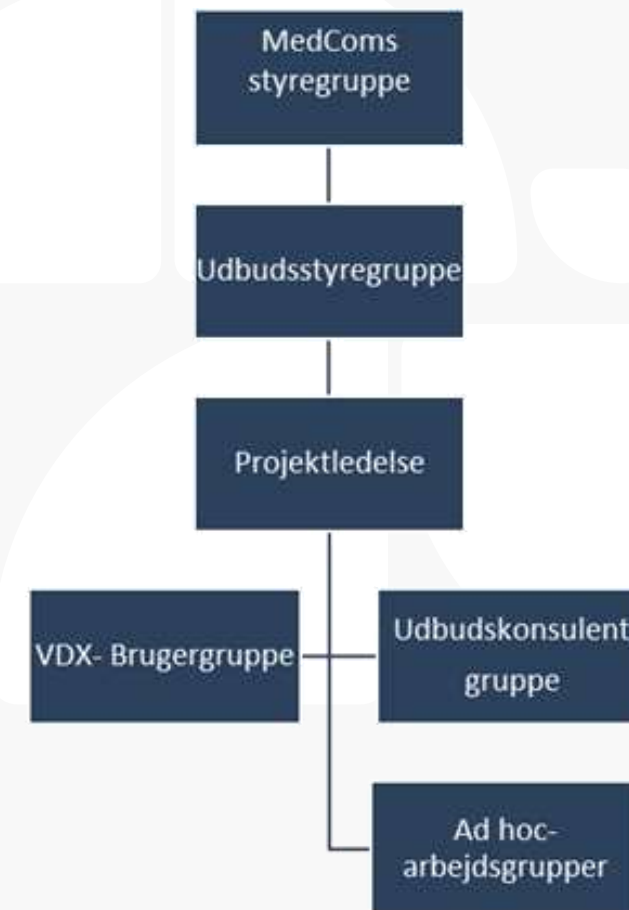 MedComs
styregruppe
Udbudsstyregruppe
Projektledelse
VDX- Brugergruppe
Udbudskonsulent
gruppe
Ad hoc-
arbejdsgrupper